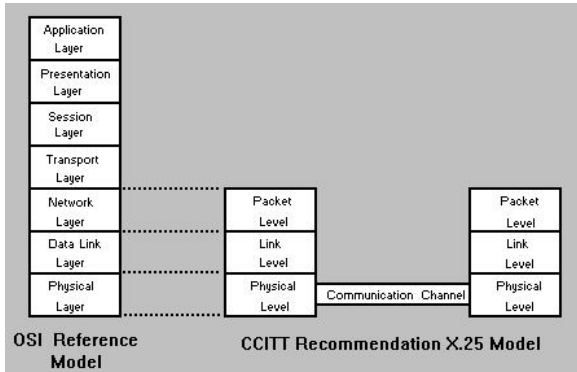 Application
Layer
Presentation
Layer
Session
Layer
Transport
Layer
Network
Layer
Data Link
Layer
Physical
Layer
OSI Reference
Model
Packet
Level
Link
Level
Physical
Level
Communication Channel
Packet
Level
Link
Level
Physical
Level
CCITT Recommendation X.25 Model